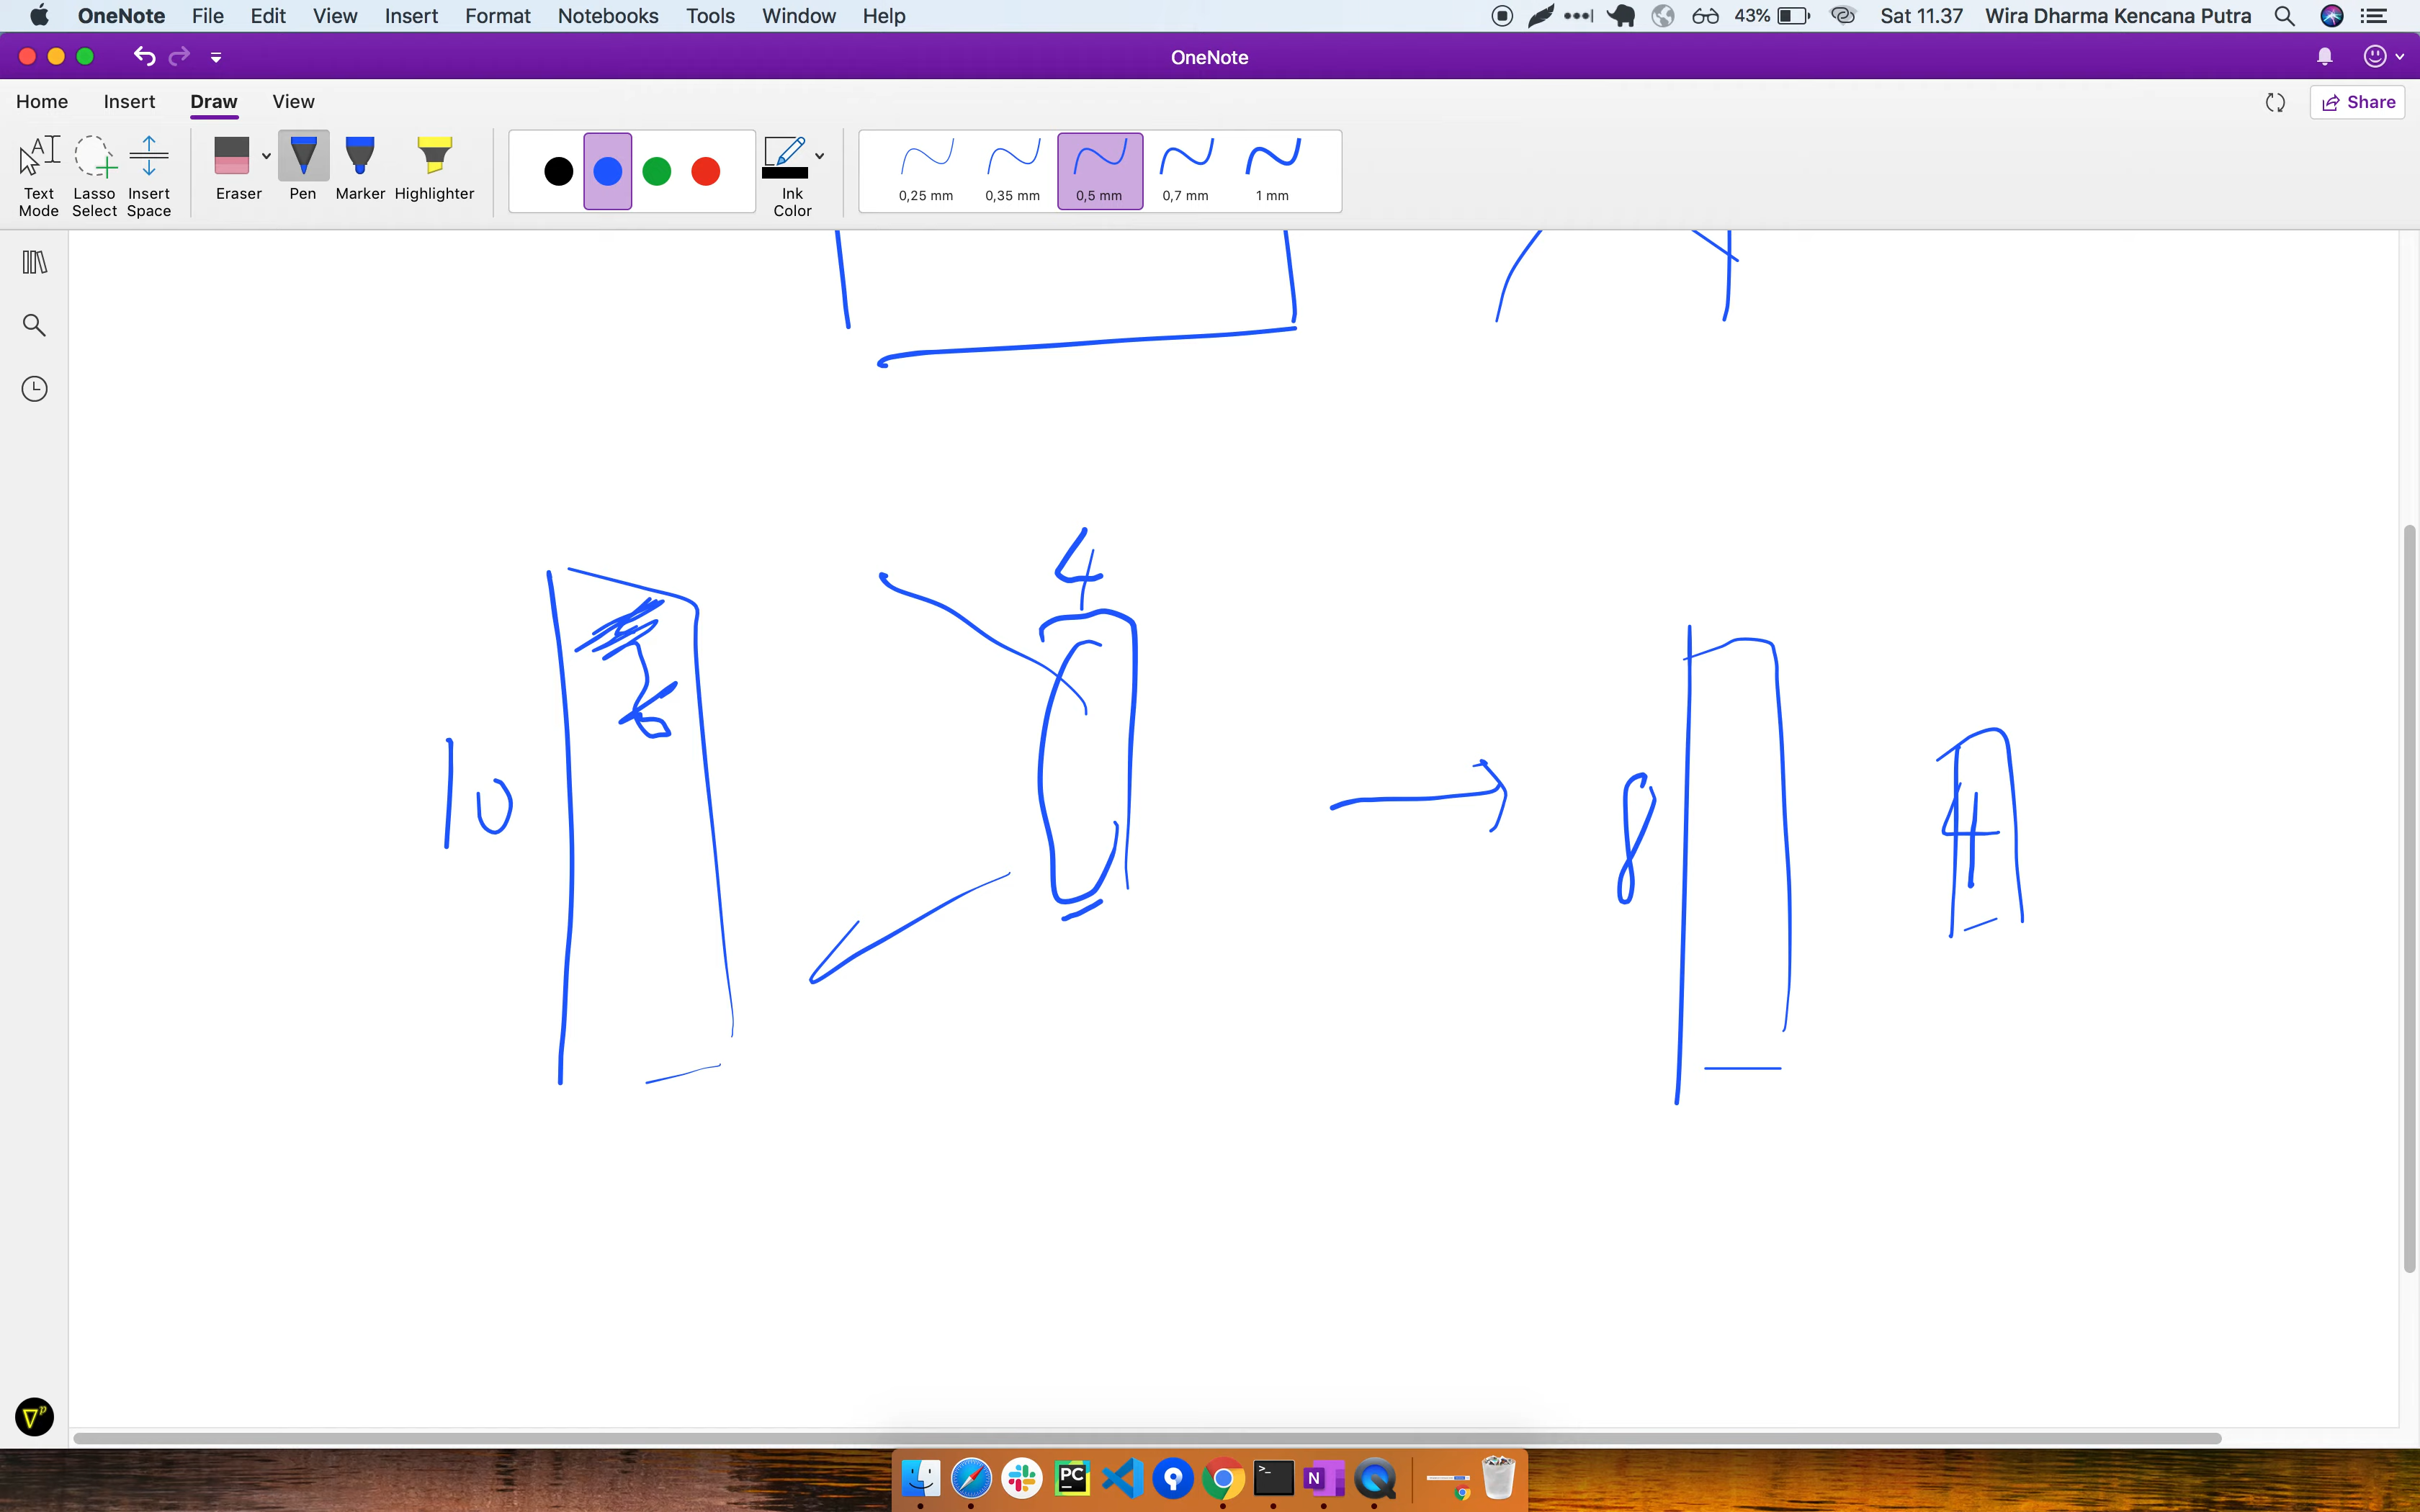 OneNote File Edit View Insert Format Notebooks Tools Window Help 43% Sat 11.37 Wira Dharma Kencana Putra
OneNote
Home Insert Draw View Share
Text Mode Lasso Select Insert Space Eraser Pen Marker Highlighter Ink Color 0,25 mm 0,35 mm 0,5 mm 0,7 mm 1 mm
4
6
10
8
4
∇p
PC
>_
N